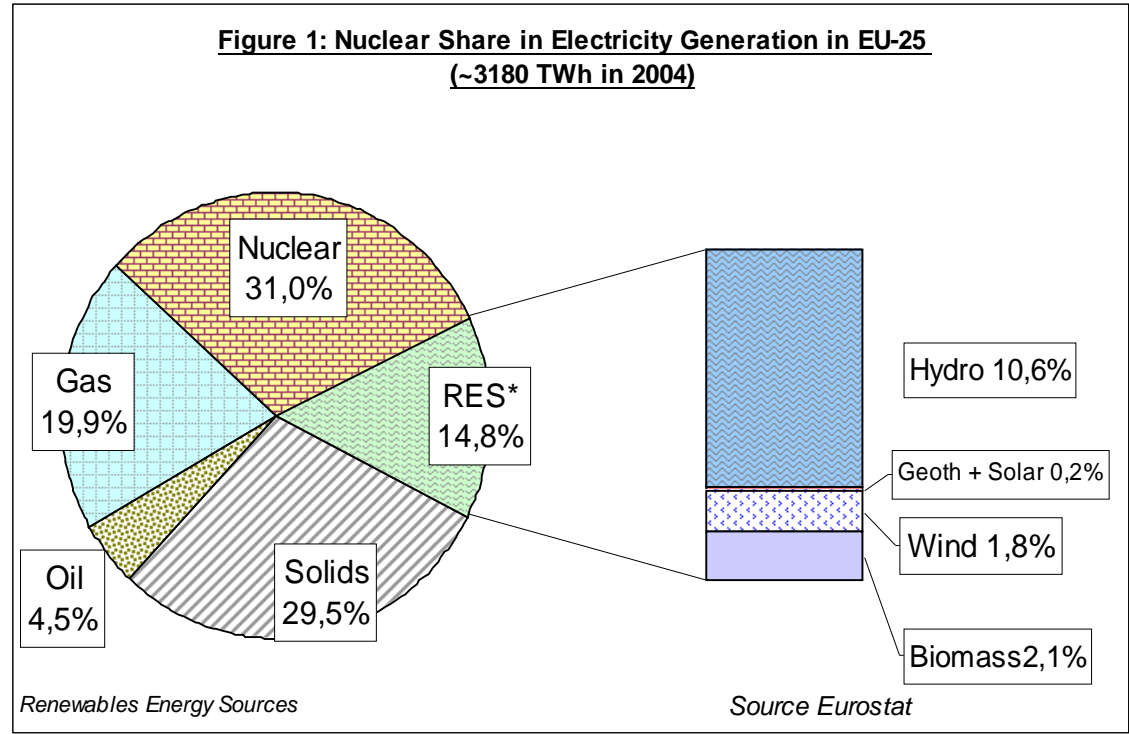 Figure 1: Nuclear Share in Electricity Generation in EU-25
(~3180 TWh in 2004)
Nuclear
31,0%
Gas
19,9%
RES*
14,8%
Oil
4,5%
Solids
29,5%
Hydro 10,6%
Geoth + Solar 0,2%
Wind 1,8%
Biomass2,1%
Renewables Energy Sources
Source Eurostat